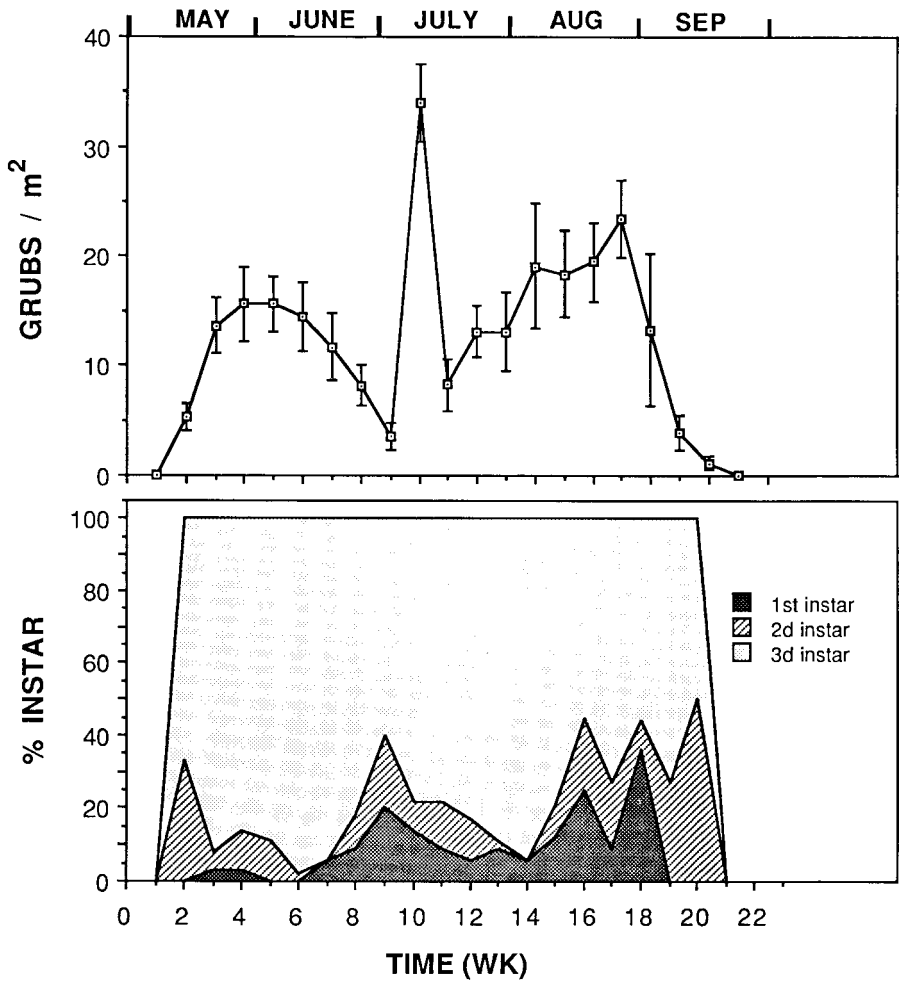 MAY JUNE JULY AUG SEP
40
30
20
10
0
GRUBS / m²
100
80
60
40
20
0
% INSTAR
1st instar
2d instar
3d instar
0 2 4 6 8 10 12 14 16 18 20 22
TIME (WK)